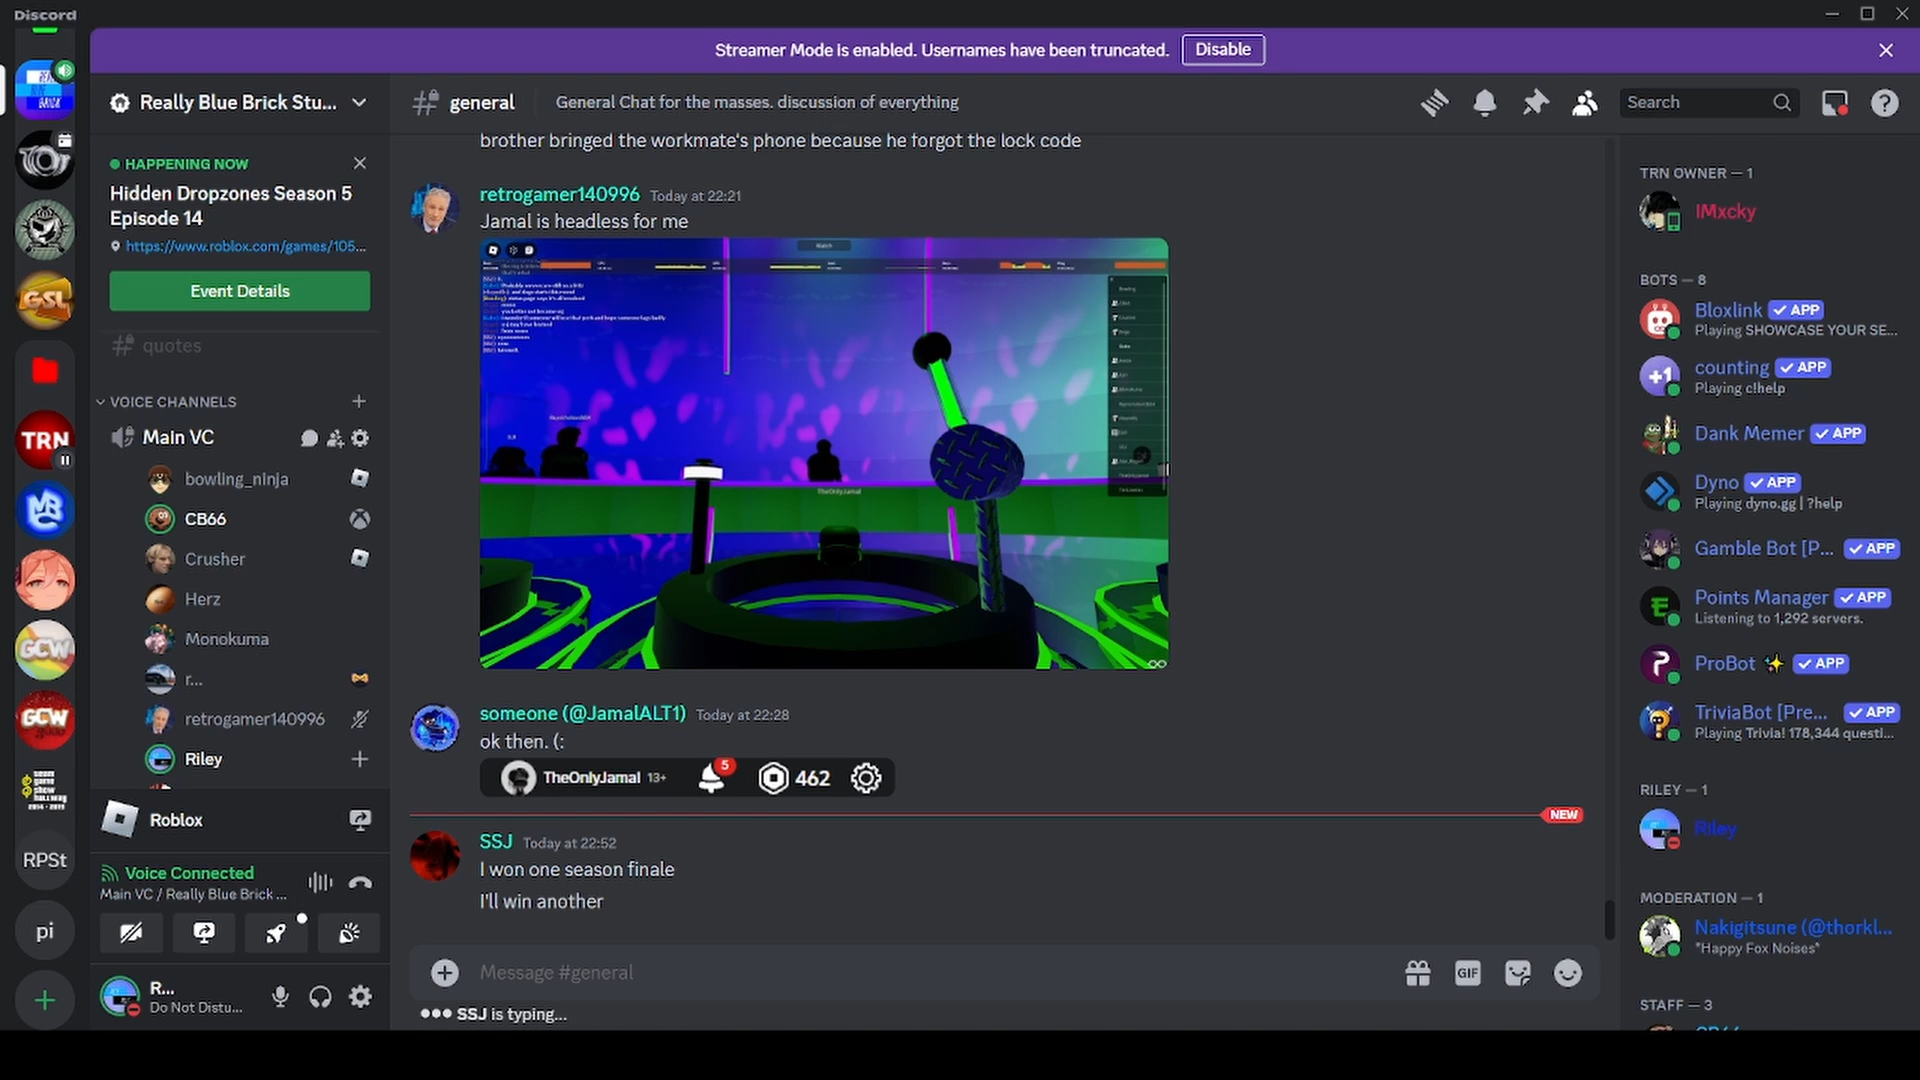 Discord
Streamer Mode is enabled. Usernames have been truncated.
Disable
Really Blue Brick Stu...
general
General Chat for the masses. discussion of everything
Search
HAPPENING NOW
Hidden Dropzones Season 5
Episode 14
https://www.roblox.com/games/105...
Event Details
quotes
VOICE CHANNELS
Main VC
bowling_ninja
CB66
Crusher
Herz
Monokuma
r...
retrogamer140996
Riley
Roblox
Voice Connected
Main VC / Really Blue Brick ...
R...
Do Not Distu...
GSL
TRN
GCW
GCW
RPSt
pi
brother bringed the workmate's phone because he forgot the lock code
retrogamer140996 Today at 22:21
Jamal is headless for me
TheOnlyJamal
someone (@JamalALT1) Today at 22:28
ok then. (:
TheOnlyJamal 13+
5
462
NEW
SSJ Today at 22:52
I won one season finale
I'll win another
Message #general
GIF
SSJ is typing...
TRN OWNER — 1
IMxcky
BOTS — 8
Bloxlink APP
Playing SHOWCASE YOUR SE...
counting APP
Playing c!help
Dank Memer APP
Dyno APP
Playing dyno.gg | ?help
Gamble Bot [P... APP
Points Manager APP
Listening to 1,292 servers.
ProBot ✨ APP
TriviaBot [Pre... APP
Playing Trivia! 178,344 questi...
RILEY — 1
Riley
MODERATION — 1
Nakigitsune (@thorkl...
*Happy Fox Noises*
STAFF — 3
CB66